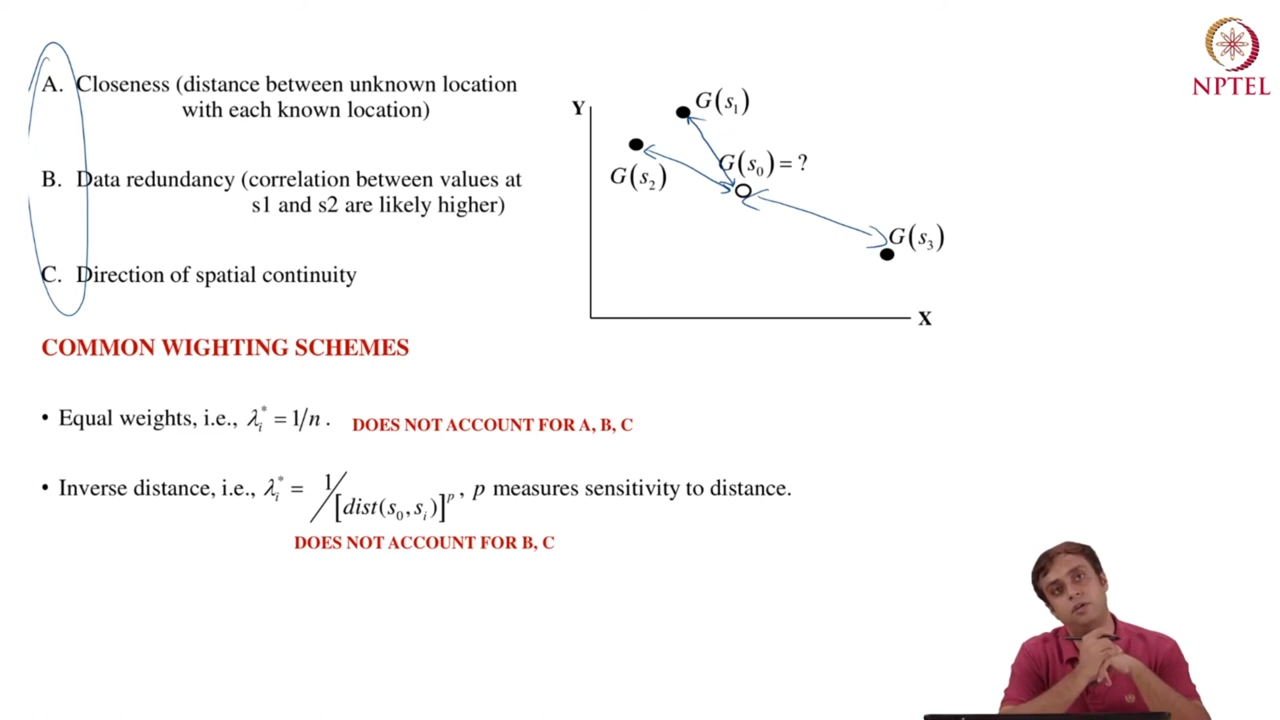 NPTEL
A. Closeness (distance between unknown location
with each known location)
B. Data redundancy (correlation between values at
s1 and s2 are likely higher)
C. Direction of spatial continuity
Y
G(s₁)
G(s₂)
G(s₀) = ?
G(s₃)
X
COMMON WIGHTING SCHEMES
• Equal weights, i.e., λᵢ* = 1/n. DOES NOT ACCOUNT FOR A, B, C
• Inverse distance, i.e., λᵢ* = 1/[dist(s₀, sᵢ)]ᵖ, p measures sensitivity to distance.
DOES NOT ACCOUNT FOR B, C